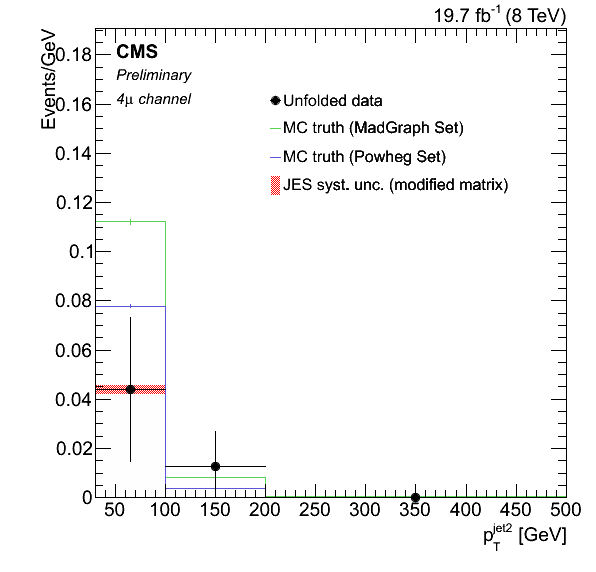 19.7 fb⁻¹ (8 TeV)
Events/GeV
CMS
Preliminary
4μ channel
Unfolded data
MC truth (MadGraph Set)
MC truth (Powheg Set)
JES syst. unc. (modified matrix)
0.18
0.16
0.14
0.12
0.1
0.08
0.06
0.04
0.02
0
50 100 150 200 250 300 350 400 450 500
p_T^jet2 [GeV]